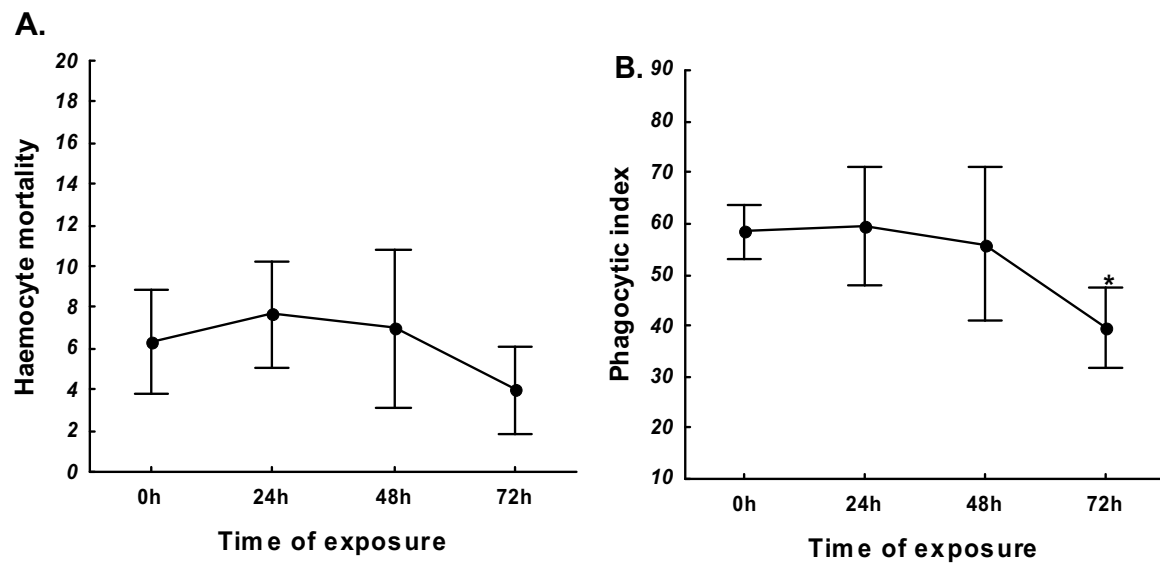 A.
Haemocyte mortality
20
18
16
14
12
10
8
6
4
2
0
0h 24h 48h 72h
Time of exposure
B.
Phagocytic index
90
80
70
60
50
40
30
20
10
*
0h 24h 48h 72h
Time of exposure